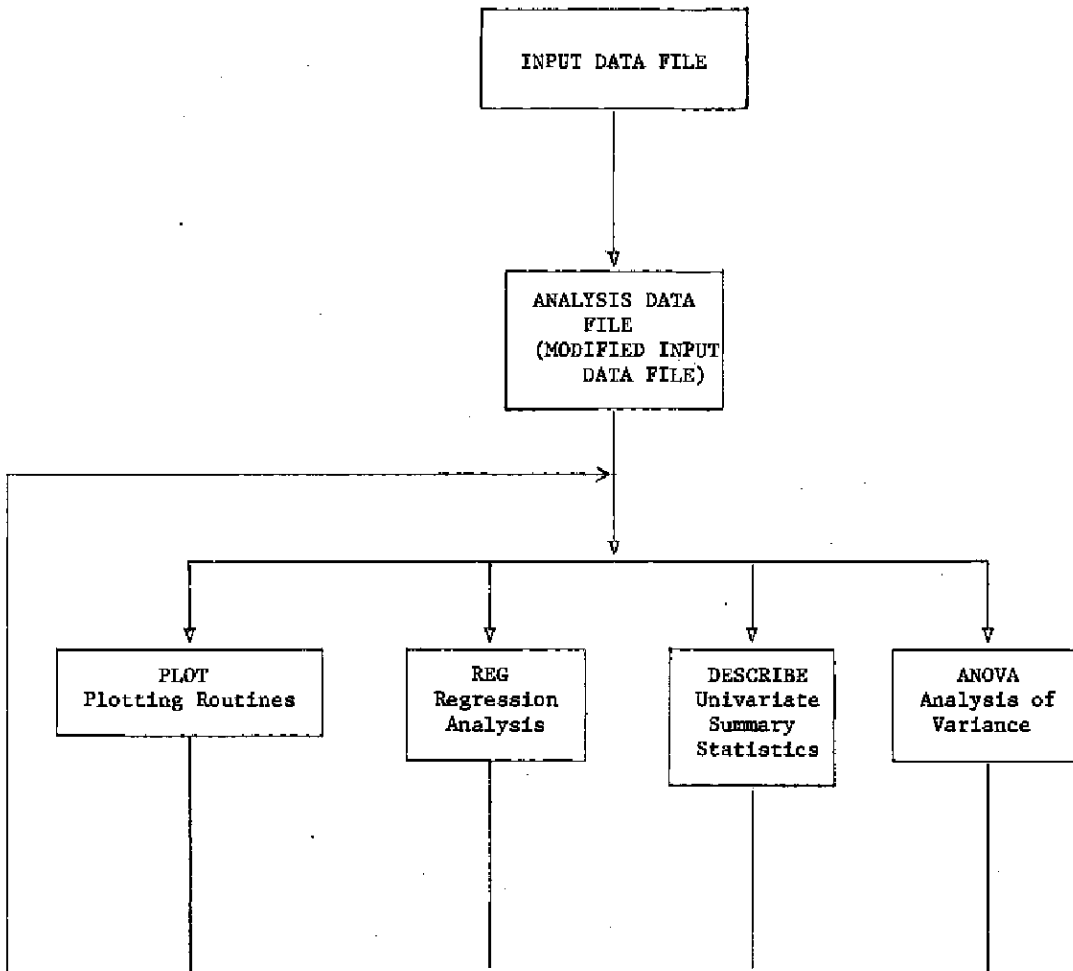 INPUT DATA FILE
ANALYSIS DATA
FILE
(MODIFIED INPUT
DATA FILE)
PLOT
Plotting Routines
REG
Regression
Analysis
DESCRIBE
Univariate
Summary
Statistics
ANOVA
Analysis of
Variance